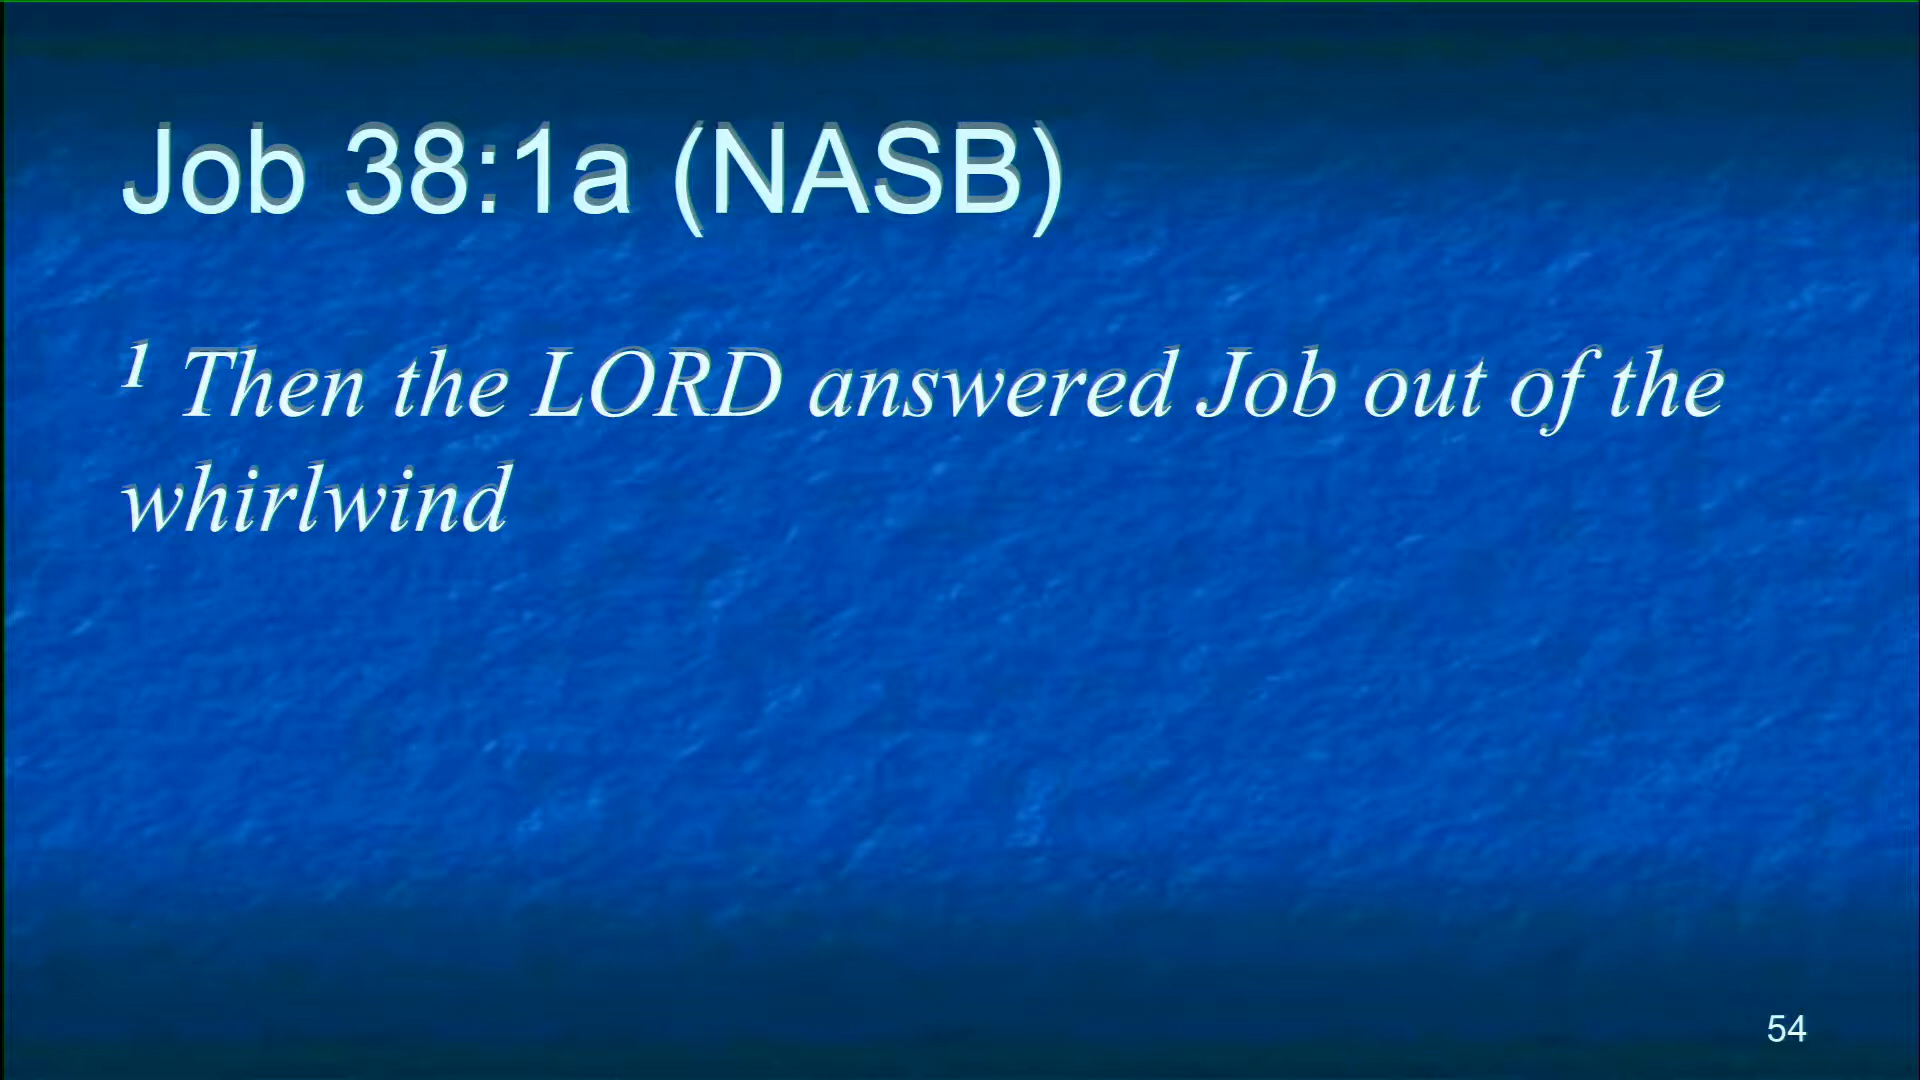 Job 38:1a (NASB)
1 Then the LORD answered Job out of the
whirlwind
54